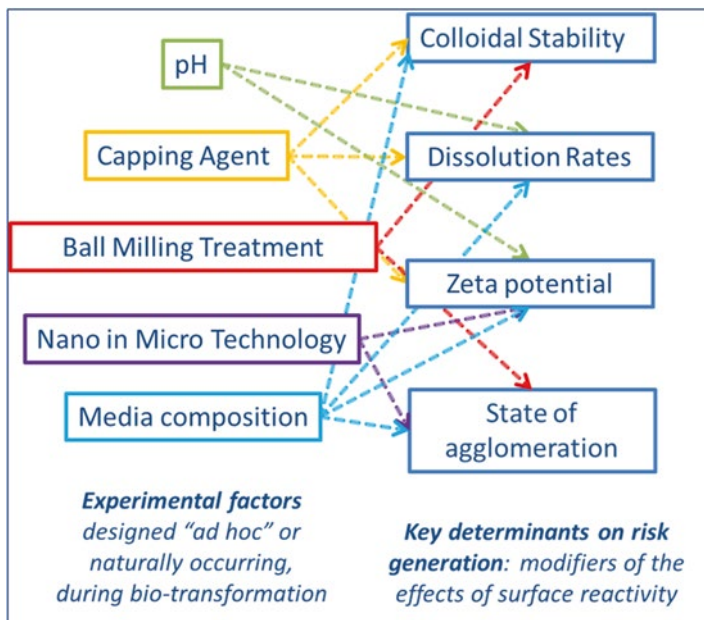 pH
Capping Agent
Ball Milling Treatment
Nano in Micro Technology
Media composition
Experimental factors
designed “ad hoc” or
naturally occurring,
during bio-transformation
Colloidal Stability
Dissolution Rates
Zeta potential
State of
agglomeration
Key determinants on risk
generation: modifiers of the
effects of surface reactivity